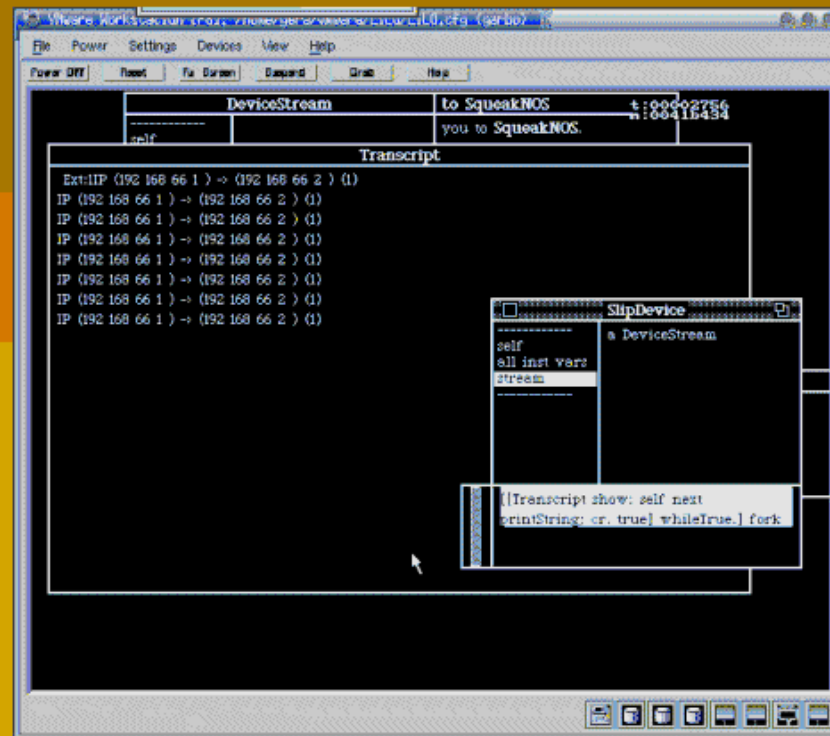 File Power Settings Devices View Help
Power Off Reset Suspend Grab Help
DeviceStream
to SqueakNOS
t:00002756
n:00416434
------------
self
you to SqueakNOS.
Transcript
Ext:1IP (192 168 66 1 ) -> (192 168 66 2 ) (1)
IP (192 168 66 1 ) -> (192 168 66 2 ) (1)
IP (192 168 66 1 ) -> (192 168 66 2 ) (1)
IP (192 168 66 1 ) -> (192 168 66 2 ) (1)
IP (192 168 66 1 ) -> (192 168 66 2 ) (1)
IP (192 168 66 1 ) -> (192 168 66 2 ) (1)
IP (192 168 66 1 ) -> (192 168 66 2 ) (1)
IP (192 168 66 1 ) -> (192 168 66 2 ) (1)
SlipDevice
------------
self
all inst vars
stream
------------
a DeviceStream
[[Transcript show: self next
printString; cr. true] whileTrue.] fork